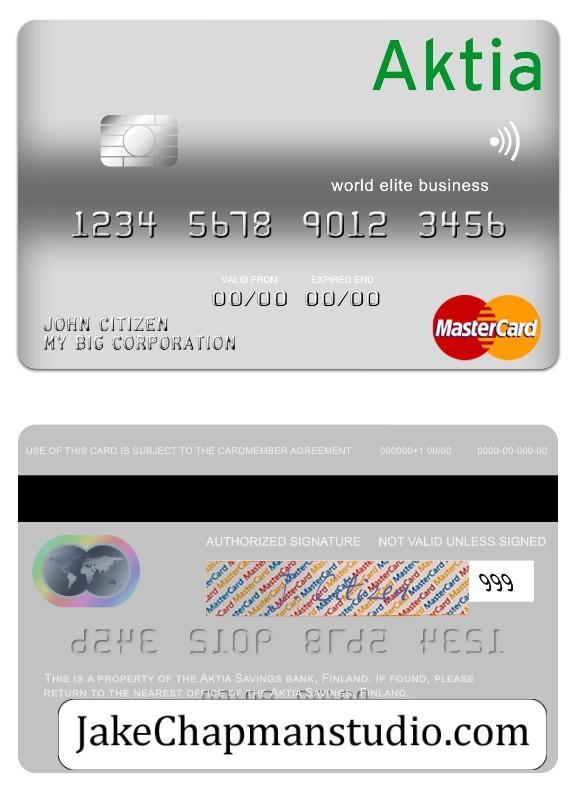 Aktia
world elite business
1234 5678 9012 3456
VALID FROM EXPIRED END
00/00 00/00
JOHN CITIZEN
MY BIG CORPORATION
MasterCard
USE OF THIS CARD IS SUBJECT TO THE CARDMEMBER AGREEMENT 000000+1 00/00 0000-00-000-00
AUTHORIZED SIGNATURE NOT VALID UNLESS SIGNED
J. Citizen 999
THIS IS A PROPERTY OF THE AKTIA SAVINGS BANK, FINLAND. IF FOUND, PLEASE
RETURN TO THE NEAREST OFFICE OF THE AKTIA SAVINGS, FINLAND.
JakeChapmanstudio.com